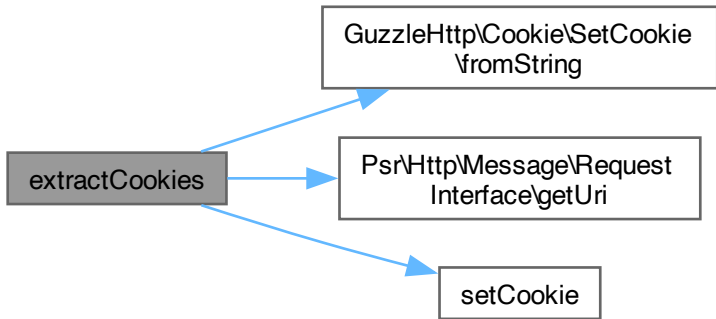 GuzzleHttp\Cookie\SetCookie
\fromString
extractCookies
Psr\Http\Message\Request
Interface\getUri
setCookie